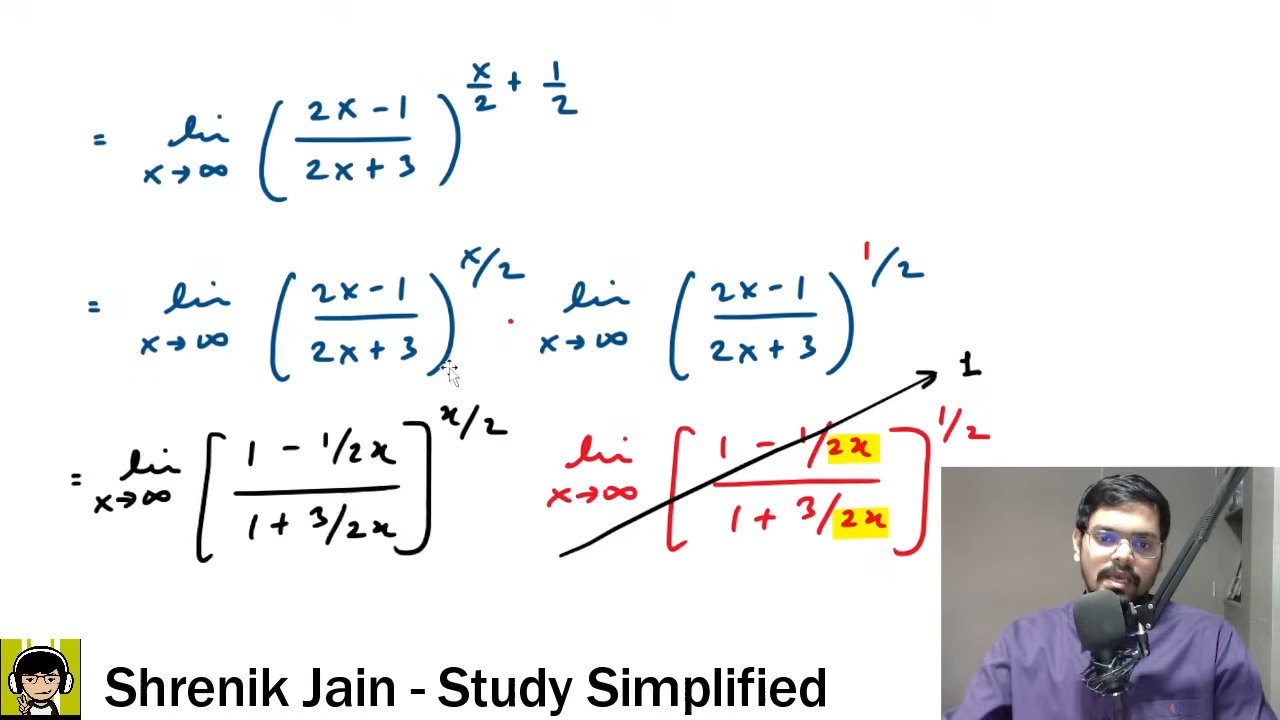 = lim x→∞ ( (2x - 1) / (2x + 3) )^(x/2 + 1/2)
= lim x→∞ ( (2x - 1) / (2x + 3) )^(x/2) · lim x→∞ ( (2x - 1) / (2x + 3) )^(1/2)
= lim x→∞ [ (1 - 1/2x) / (1 + 3/2x) ]^(x/2) lim x→∞ [ (1 - 1/2x) / (1 + 3/2x) ]^(1/2) 1
Shrenik Jain - Study Simplified